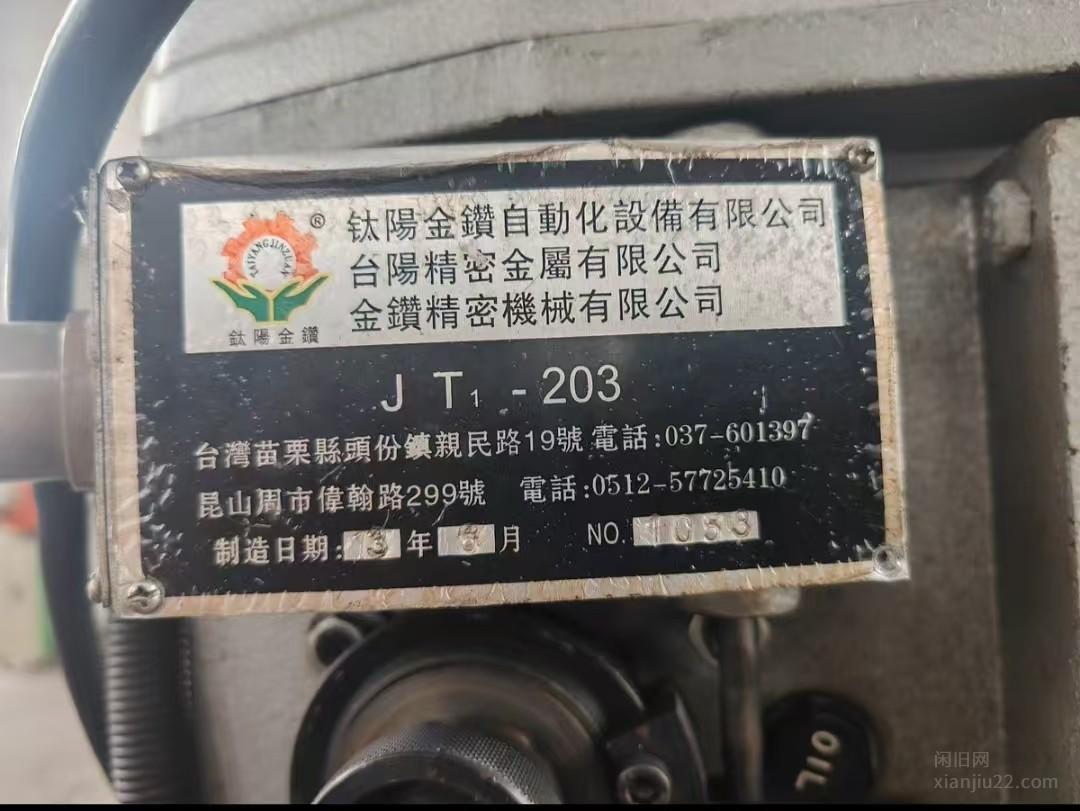 TAIYANGJINZUAN
®
鈦陽金鑽
鈦陽金鑽自動化設備有限公司
台陽精密金屬有限公司
金鑽精密機械有限公司
JT1-203
台灣苗栗縣頭份鎮親民路19號 電話:037-601397
昆山周市偉翰路299號 電話:0512-57725410
制造日期: 年 月 NO. 1053
OIL
闲旧网
xianjiu22.com